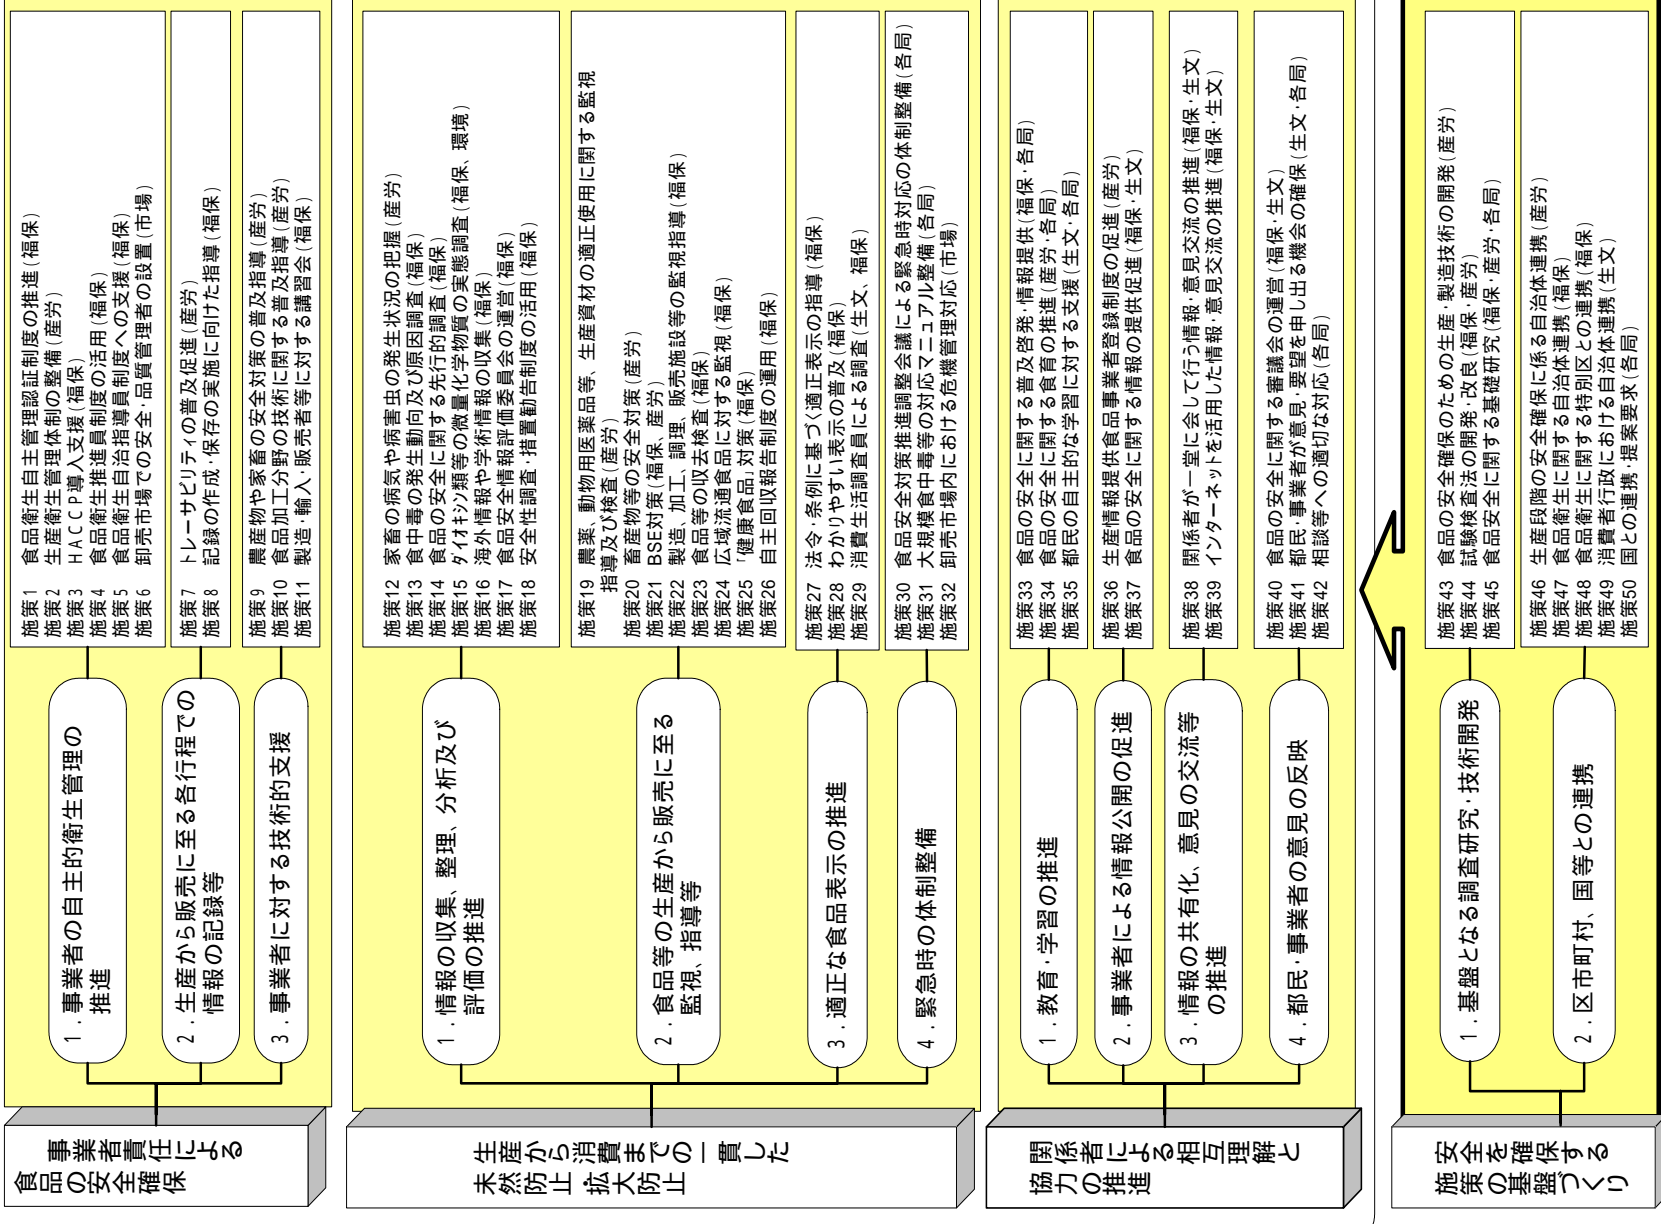 事業者責任による
食品の安全確保
1．事業者の自主的衛生管理の
推進
施策1 食品衛生自主管理認証制度の推進(福保)
施策2 生産衛生管理体制の整備(産労)
施策3 HACCP導入支援(福保)
施策4 食品衛生推進員制度の活用(福保)
施策5 食品衛生自治指導員制度への支援(福保)
施策6 卸売市場での安全・品質管理者の設置(市場)
2．生産から販売に至る各行程での
情報の記録等
施策7 トレーサビリティの普及促進(産労)
施策8 記録の作成・保存の実施に向けた指導(福保)
3．事業者に対する技術的支援
施策9 農産物や家畜の安全対策の普及指導(産労)
施策10 食品加工分野の技術に関する普及指導(産労)
施策11 製造・輸入・販売者等に対する講習会(福保)
生産から消費までの一貫した
未然防止・拡大防止
1．情報の収集、整理、分析及び
評価の推進
施策12 家畜の病気や病害虫の発生状況の把握(産労)
施策13 食中毒の発生動向及び原因調査(福保)
施策14 食品の安全に関する先行的調査(福保)
施策15 ダイオキシン類等の微量化学物質の実態調査(福保、環境)
施策16 海外情報や学術情報の収集(福保)
施策17 食品安全情報評価委員会の運営(福保)
施策18 安全性調査・措置勧告制度の活用(福保)
2．食品等の生産から販売に至る
監視、指導等
施策19 農薬、動物用医薬品等、生産資材の適正使用に関する監視
指導及び検査(産労)
施策20 畜産物等の安全対策(産労)
施策21 BSE対策(福保、産労)
施策22 製造、加工、調理、販売施設等の監視指導(福保)
施策23 食品等の収去検査(福保)
施策24 広域流通食品に対する監視(福保)
施策25 「健康食品」対策(福保)
施策26 自主回収報告制度の運用(福保)
3．適正な食品表示の推進
施策27 法令・条例に基づく適正表示の指導(福保)
施策28 わかりやすい表示の普及(福保)
施策29 消費生活調査員による調査(生文、福保)
4．緊急時の体制整備
施策30 食品安全対策推進調整会議による緊急時対応の体制整備(各局)
施策31 大規模食中毒等の対応マニュアル整備(各局)
施策32 卸売市場内における危機管理対応(市場)
関係者による相互理解と
協力の推進
1．教育・学習の推進
施策33 食品の安全に関する普及啓発・情報提供(福保・各局)
施策34 食品の安全に関する食育の推進(産労・各局)
施策35 都民の自主的な学習に対する支援(生文・各局)
2．事業者による情報公開の促進
施策36 生産情報提供食品事業者登録制度の促進(産労)
施策37 食品の安全に関する情報の提供促進(福保・生文)
3．情報の共有化、意見の交流等
の推進
施策38 関係者が一堂に会して行う情報・意見交流の推進(福保・生文)
施策39 インターネットを活用した情報・意見交流の推進(福保・生文)
4．都民・事業者の意見の反映
施策40 食品の安全に関する審議会の運営(福保・生文)
施策41 都民・事業者が意見・要望を申し出る機会の確保(生文・各局)
施策42 相談等への適切な対応(各局)
安全を確保する
施策の基盤づくり
1．基盤となる調査研究・技術開発
施策43 食品の安全確保のための生産・製造技術の開発(産労)
施策44 試験検査法の開発・改良(福保・産労)
施策45 食品安全に関する基礎研究(福保・産労・各局)
2．区市町村、国等との連携
施策46 生産段階の安全確保に係る自治体連携(産労)
施策47 食品衛生に関する自治体連携(福保)
施策48 食品衛生に関する特別区との連携(福保)
施策49 消費者行政における自治体連携(生文)
施策50 国との連携・提案要求(各局)